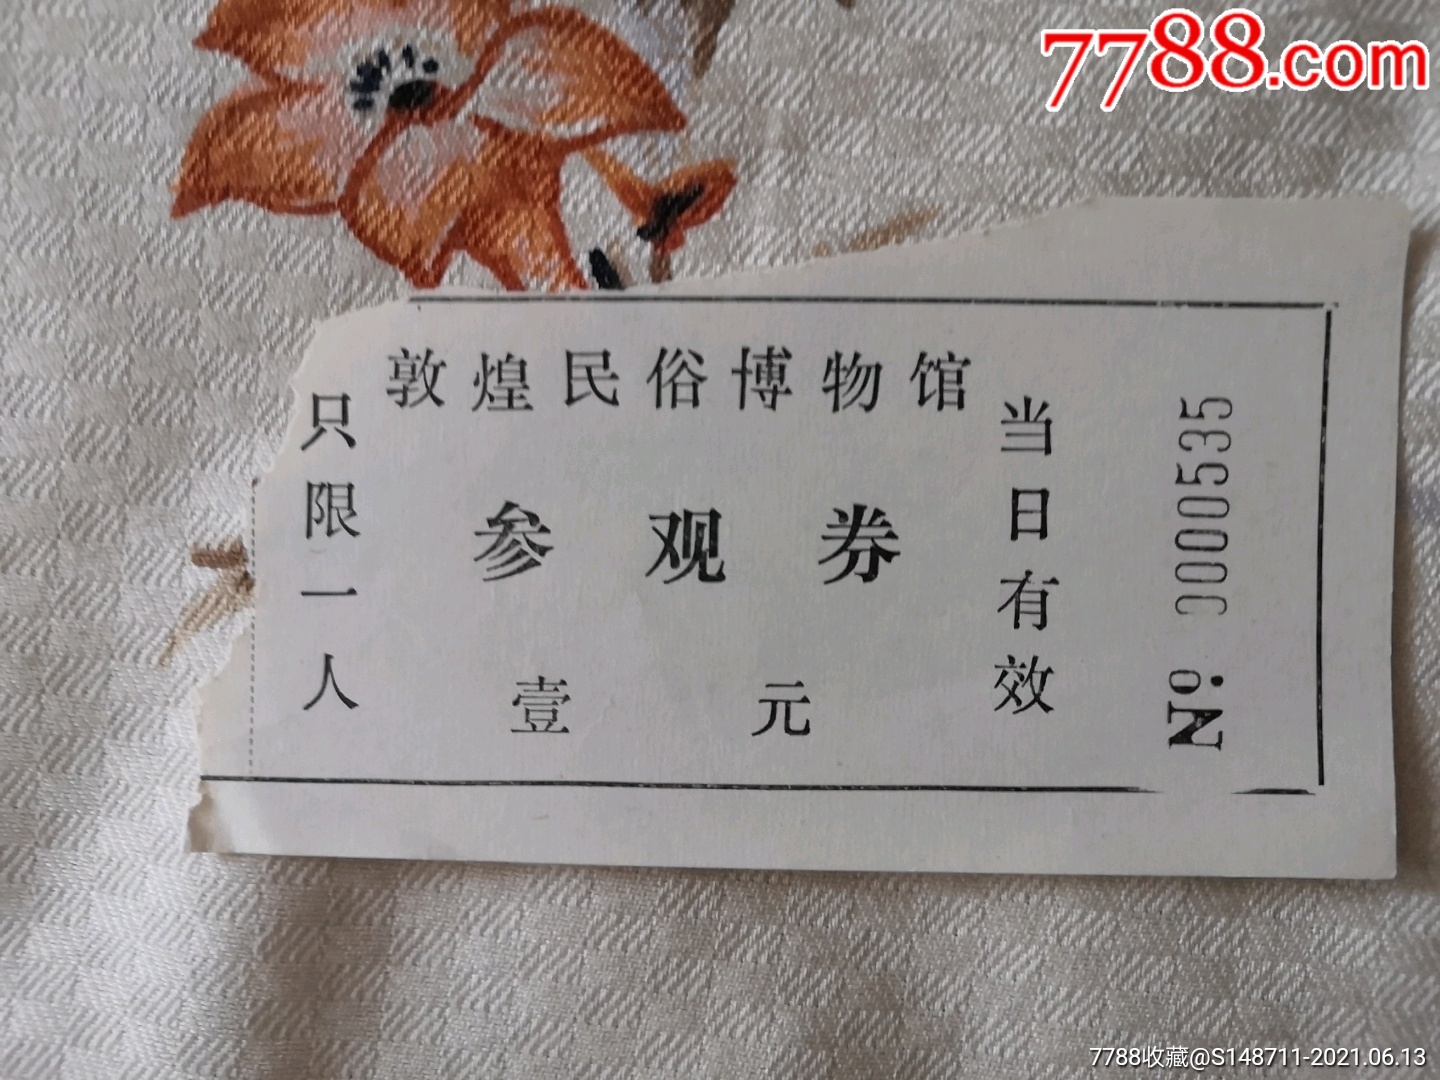 7788.com
敦煌民俗博物馆
只限一人
参观券
壹元
当日有效
№ 0000535
7788收藏@S148711-2021.06.13